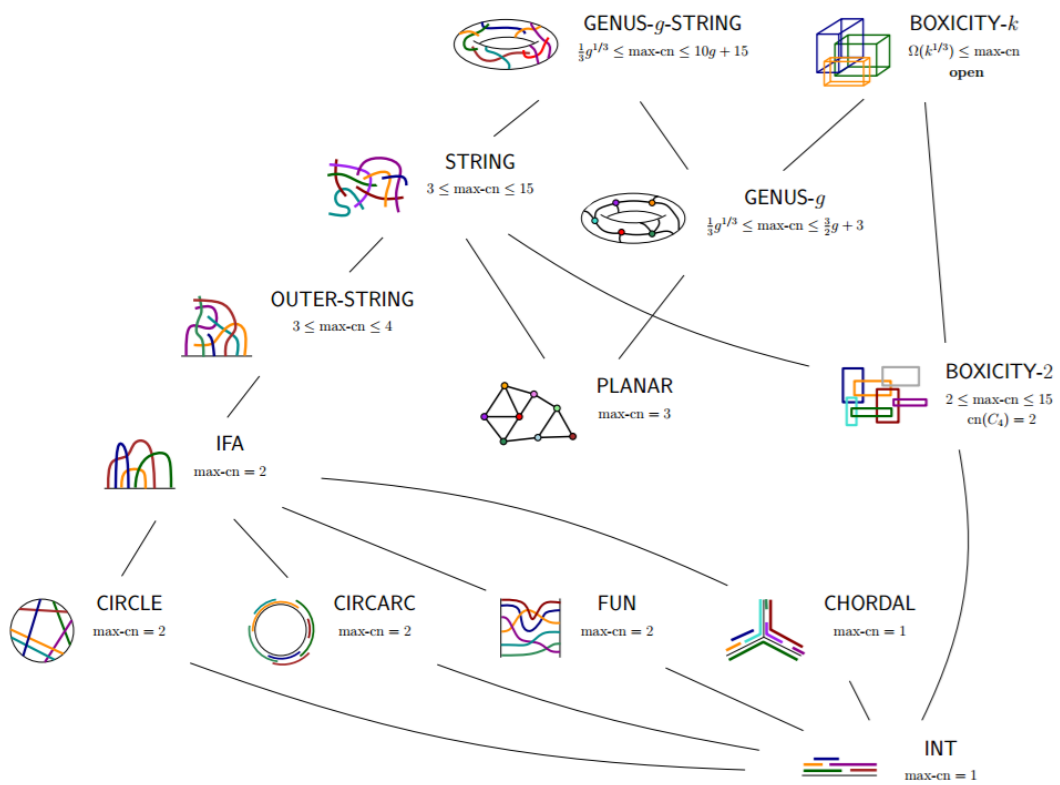 GENUS-g-STRING
1/3 g^{1/3} ≤ max-cn ≤ 10g + 15
BOXICITY-k
Ω(k^{1/3}) ≤ max-cn
open
STRING
3 ≤ max-cn ≤ 15
GENUS-g
1/3 g^{1/3} ≤ max-cn ≤ 3/2 g + 3
OUTER-STRING
3 ≤ max-cn ≤ 4
PLANAR
max-cn = 3
BOXICITY-2
2 ≤ max-cn ≤ 15
cn(C₄) = 2
IFA
max-cn = 2
CIRCLE
max-cn = 2
CIRCARC
max-cn = 2
FUN
max-cn = 2
CHORDAL
max-cn = 1
INT
max-cn = 1